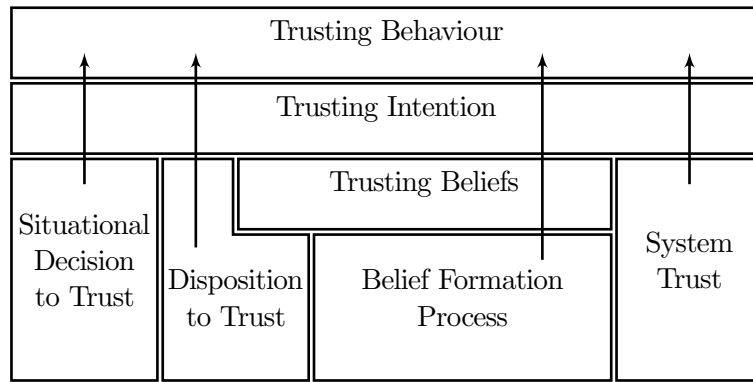 Trusting Behaviour
Trusting Intention
Trusting Beliefs
Situational
Decision
to Trust
Disposition
to Trust
Belief Formation
Process
System
Trust